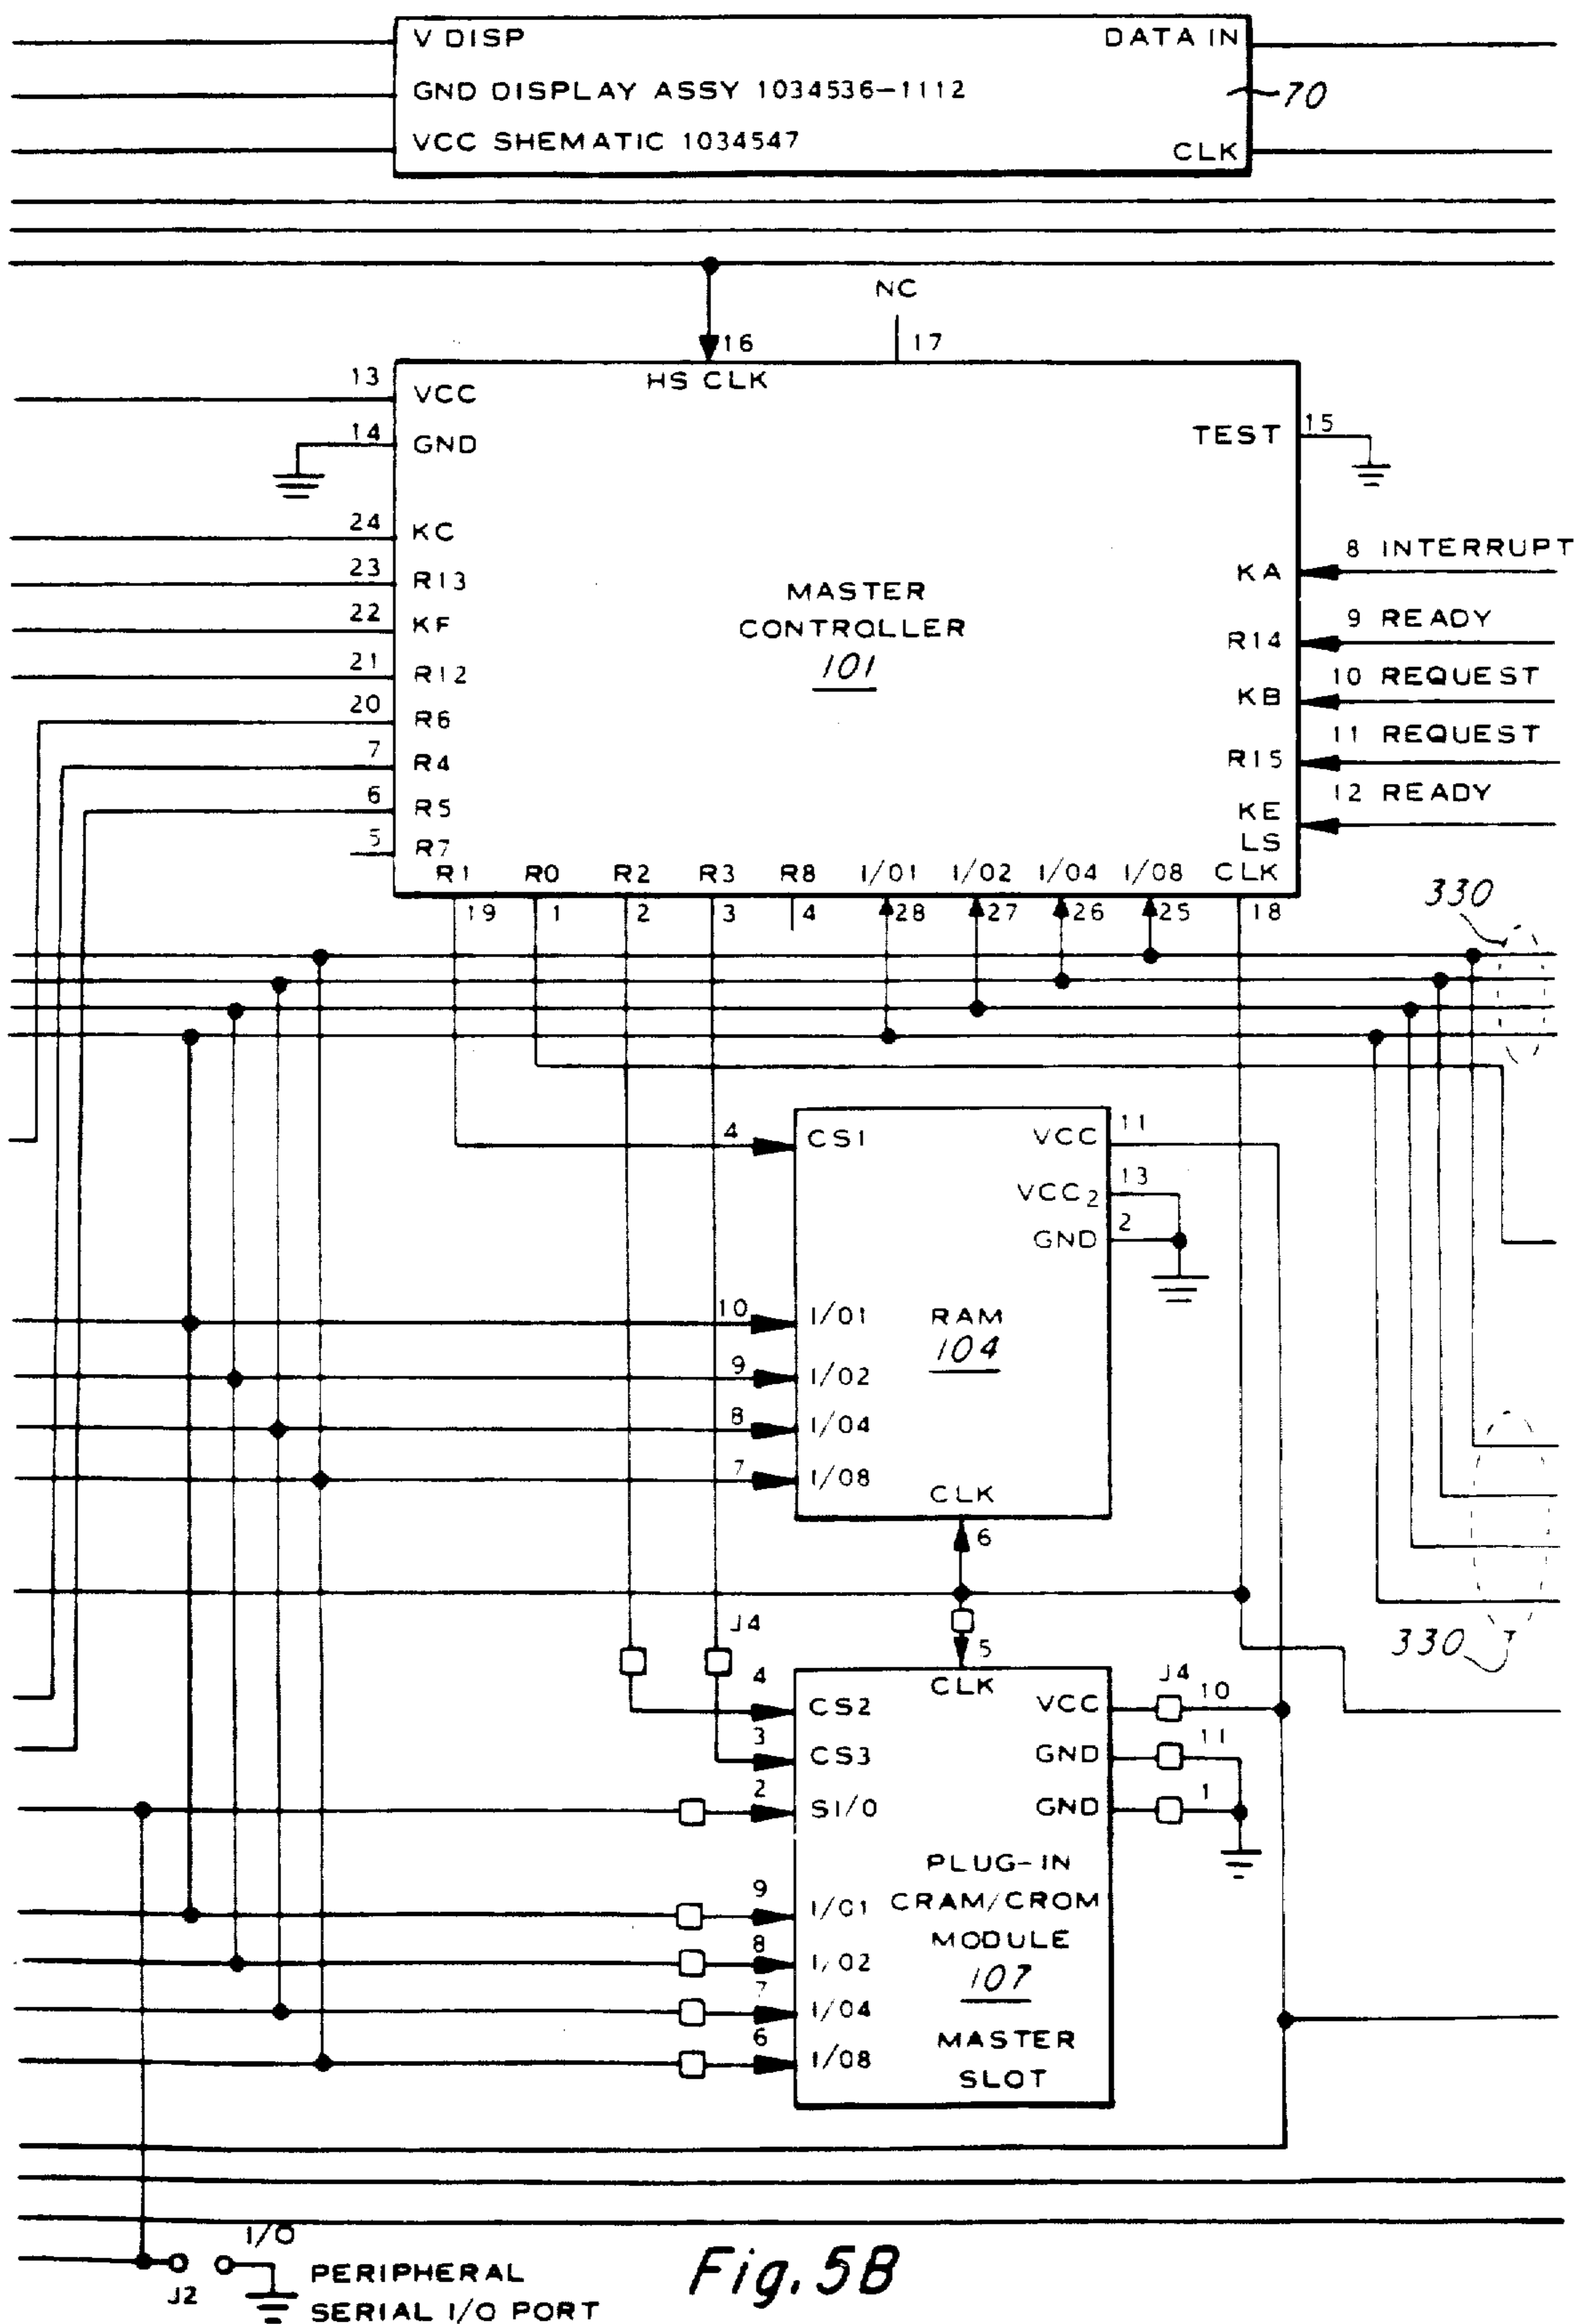 V DISP DATA IN
GND DISPLAY ASSY 1034536-1112 70
VCC SHEMATIC 1034547 CLK
NC
16 17
HS CLK
13 VCC
14 GND
TEST 15
24 KC
8 INTERRUPT
KA
23 R13
MASTER
CONTROLLER
101
22 KF
9 READY
R14
21 R12
10 REQUEST
KB
20 R6
11 REQUEST
R15
7 R4
12 READY
6 R5
KE
LS
5 R7
R1 R0 R2 R3 R8 I/01 I/02 I/04 I/08 CLK
19 1 2 3 4 28 27 26 25 18
330
4 CS1 VCC 11
VCC2 13
GND 2
10 I/01 RAM
104
9 I/02
8 I/04
7 I/08
CLK
6
330
J4
5
CLK
4 CS2 VCC J4 10
3 CS3 GND 11
2 SI/0 GND 1
PLUG-IN
9 I/01 CRAM/CROM
8 I/02 MODULE
107
7 I/04
MASTER
6 I/08
SLOT
I/O
J2
PERIPHERAL
SERIAL I/O PORT
Fig. 5B